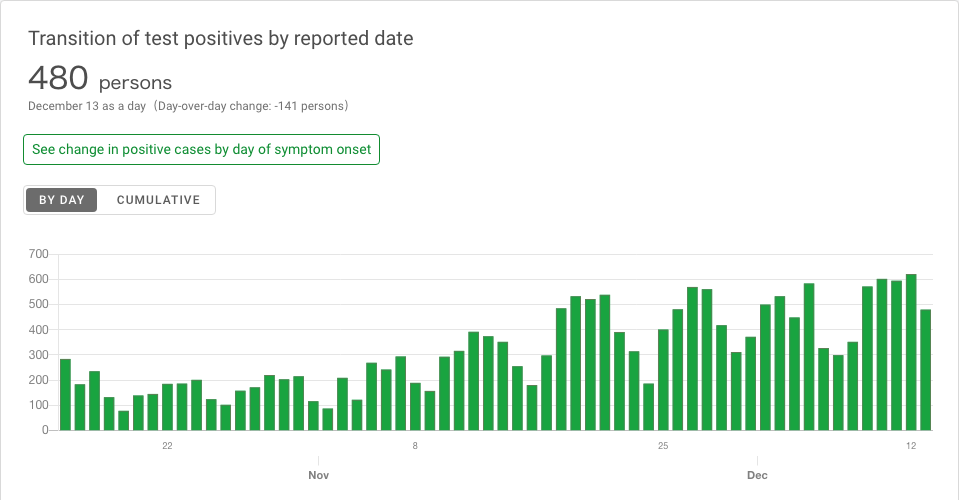 Transition of test positives by reported date
480 persons
December 13 as a day (Day-over-day change: -141 persons)
See change in positive cases by day of symptom onset
BY DAY CUMULATIVE
700
600
500
400
300
200
100
0
22 8 25 12
Nov Dec